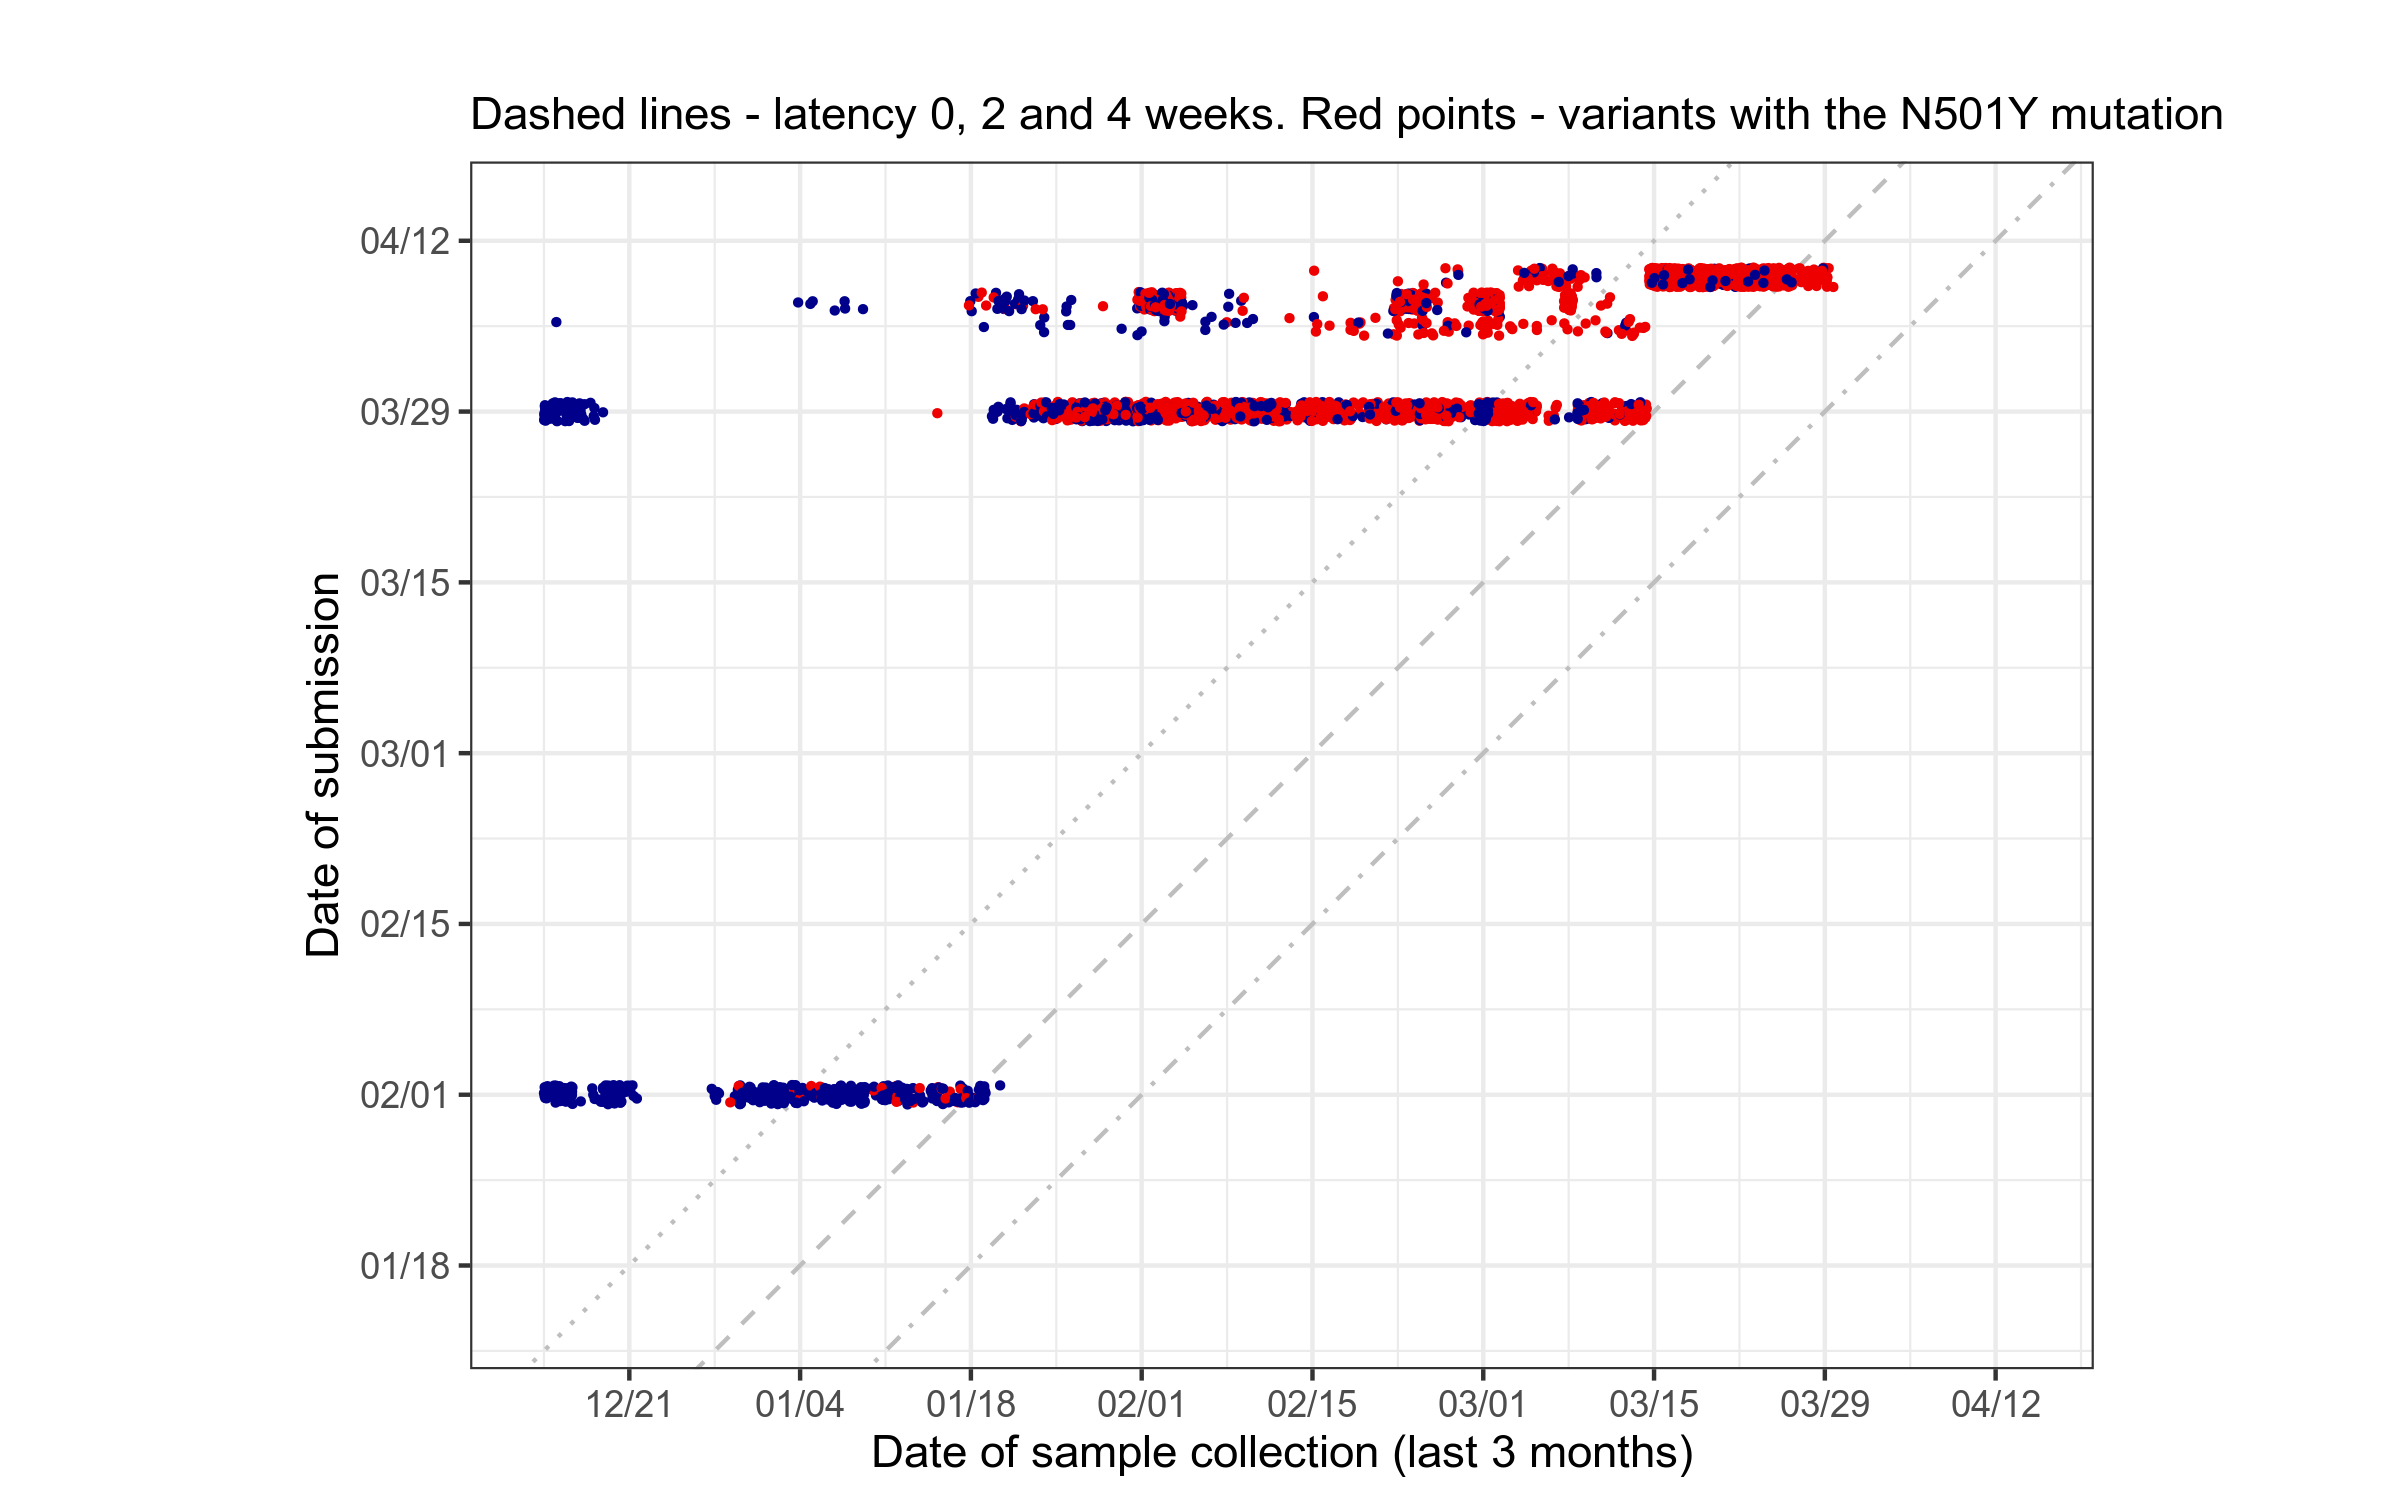 Dashed lines - latency 0, 2 and 4 weeks. Red points - variants with the N501Y mutation
Date of submission
04/12
03/29
03/15
03/01
02/15
02/01
01/18
12/21 01/04 01/18 02/01 02/15 03/01 03/15 03/29 04/12
Date of sample collection (last 3 months)